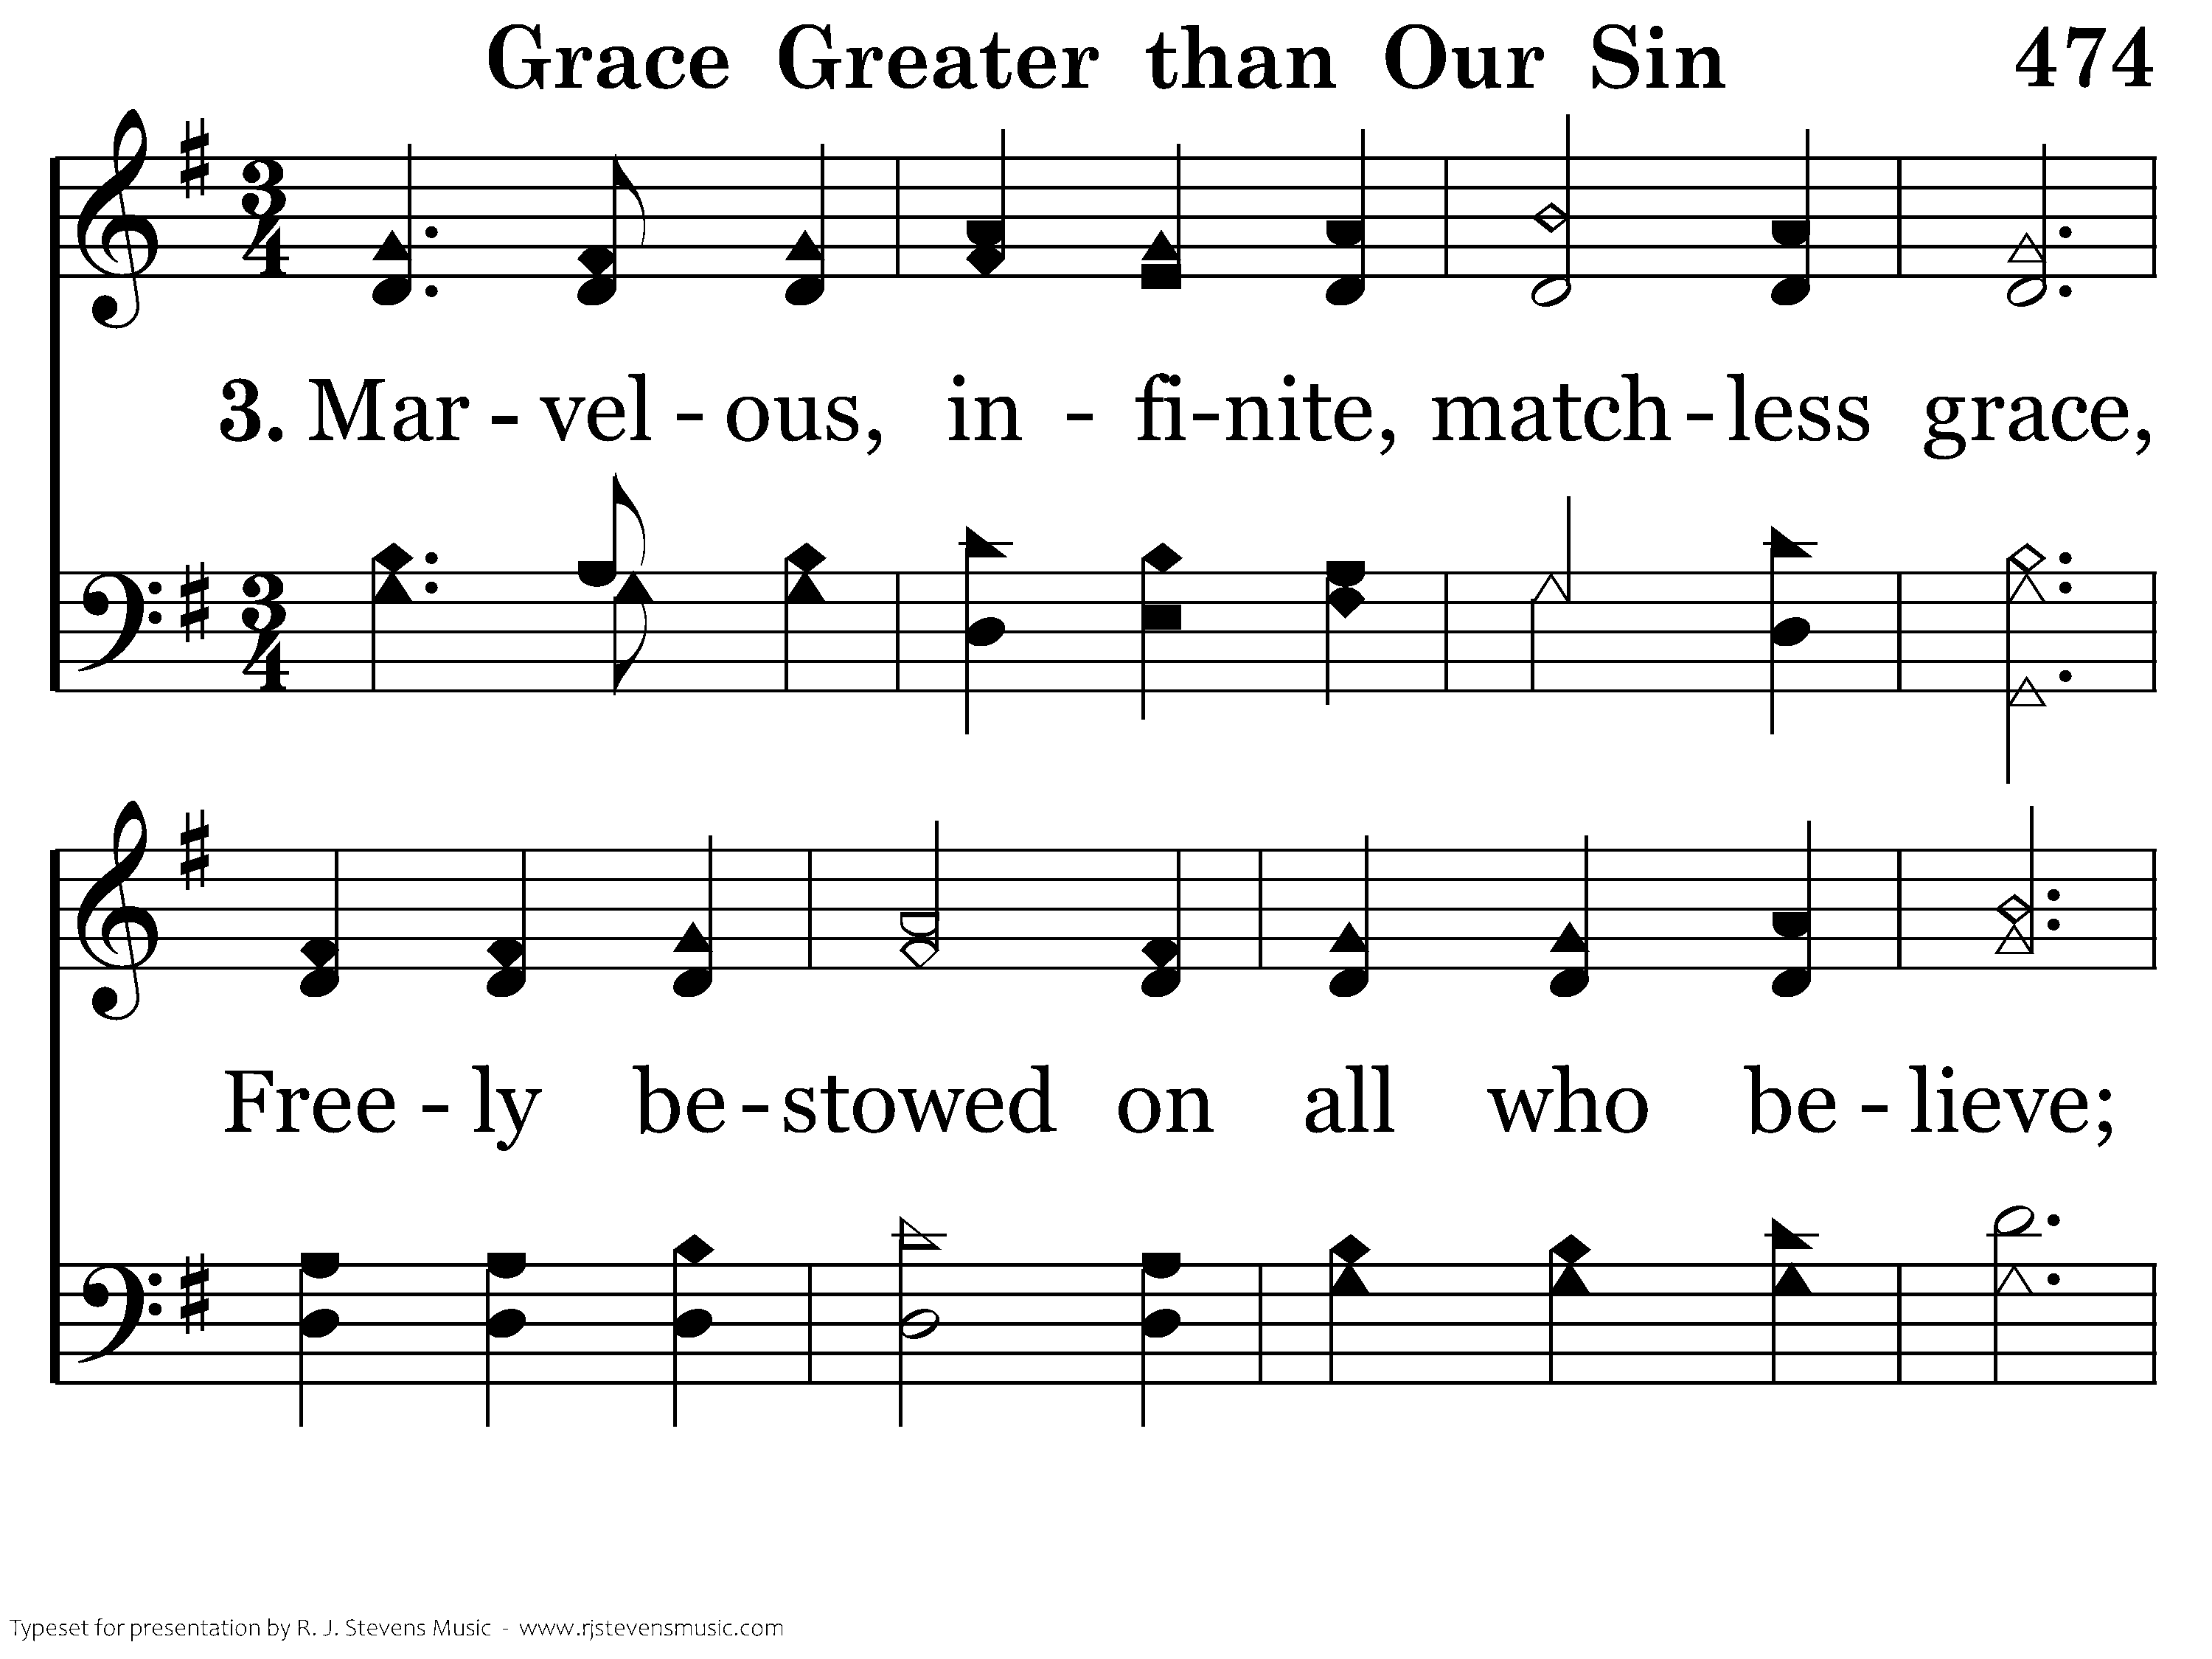 Grace Greater than Our Sin 474
3. Mar - vel - ous, in - fi-nite, match-less grace,
Free - ly be-stowed on all who be - lieve;
Typeset for presentation by R. J. Stevens Music - www.rjstevensmusic.com